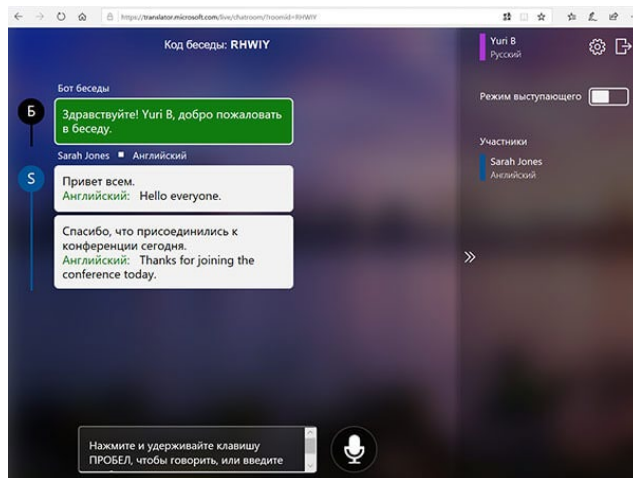 https://translator.microsoft.com/live/chatroom/?roomid=RHWIY
Код беседы: RHWIY
Бот беседы
Б
Здравствуйте! Yuri B, добро пожаловать
в беседу.
Sarah Jones ■ Английский
S
Привет всем.
Английский: Hello everyone.
Спасибо, что присоединились к
конференции сегодня.
Английский: Thanks for joining the
conference today.
Нажмите и удерживайте клавишу
ПРОБЕЛ, чтобы говорить, или введите
Yuri B
Русский
Режим выступающего
Участники
Sarah Jones
Английский